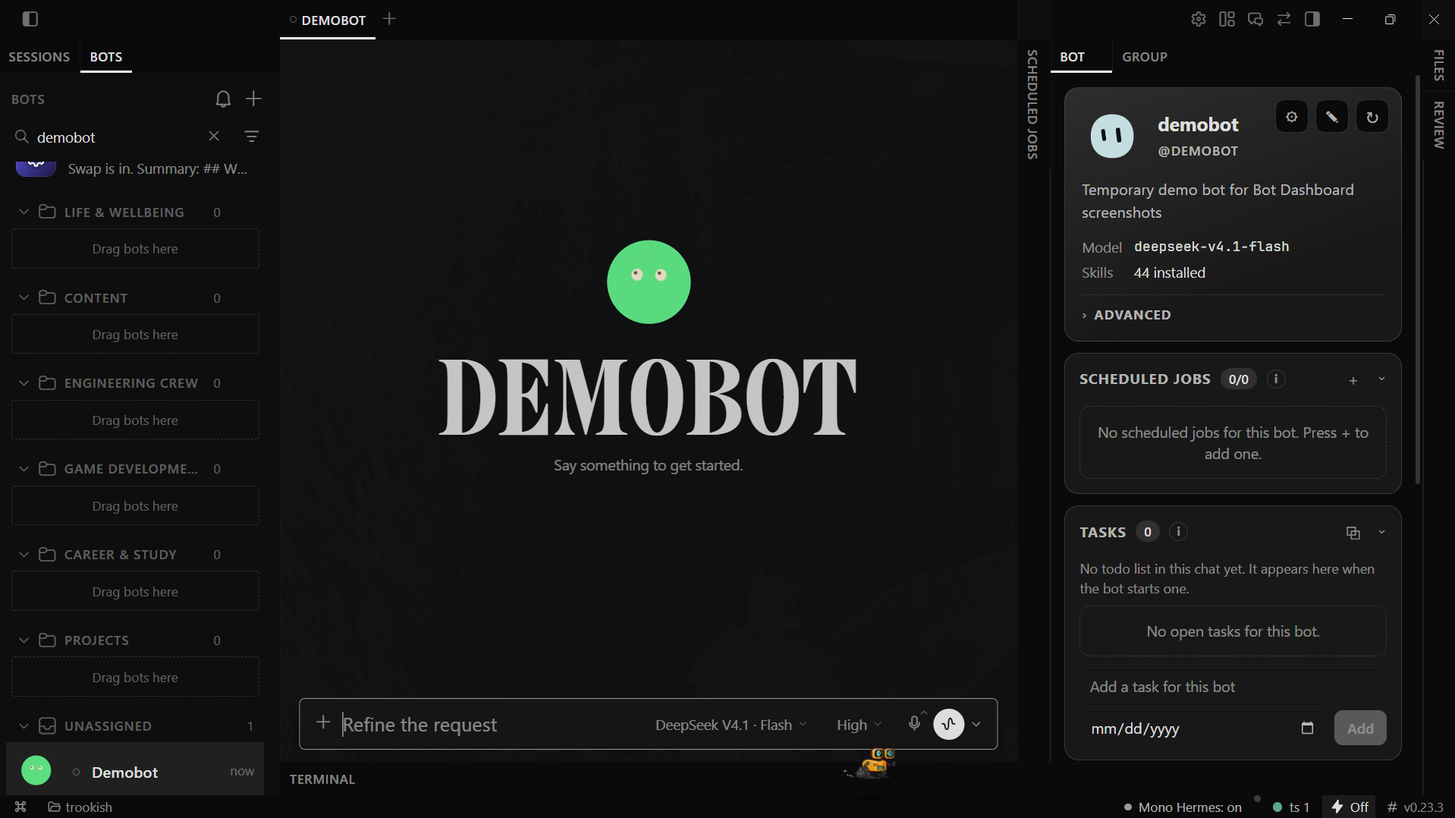 DEMOBOT
SESSIONS
BOTS
BOTS
demobot
Swap is in. Summary: ## W...
LIFE & WELLBEING 0
Drag bots here
CONTENT 0
Drag bots here
ENGINEERING CREW 0
Drag bots here
GAME DEVELOPME... 0
Drag bots here
CAREER & STUDY 0
Drag bots here
PROJECTS 0
Drag bots here
UNASSIGNED 1
Demobot now
DEMOBOT
Say something to get started.
Refine the request DeepSeek V4.1 · Flash High
TERMINAL
SCHEDULED JOBS
BOT GROUP
demobot
@DEMOBOT
Temporary demo bot for Bot Dashboard
screenshots
Model deepseek-v4.1-flash
Skills 44 installed
ADVANCED
SCHEDULED JOBS 0/0 i
No scheduled jobs for this bot. Press + to
add one.
TASKS 0 i
No todo list in this chat yet. It appears here when
the bot starts one.
No open tasks for this bot.
Add a task for this bot
mm/dd/yyyy Add
FILES
REVIEW
trookish
Mono Hermes: on
ts 1
Off
# v0.23.3